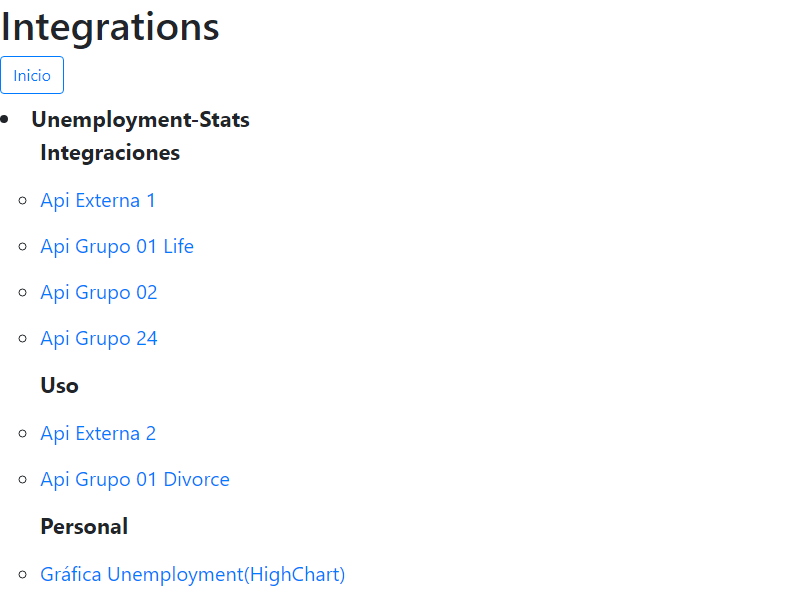 Integrations
Inicio
Unemployment-Stats
Integraciones
Api Externa 1
Api Grupo 01 Life
Api Grupo 02
Api Grupo 24
Uso
Api Externa 2
Api Grupo 01 Divorce
Personal
Gráfica Unemployment(HighChart)